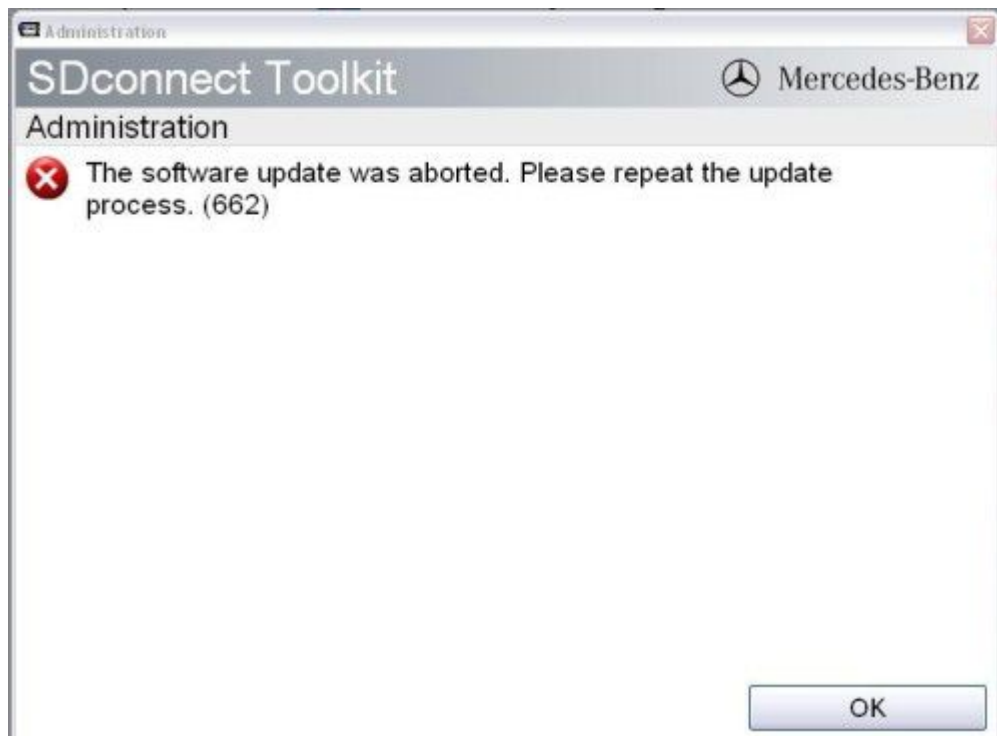 Administration
SDconnect Toolkit
Mercedes-Benz
Administration
The software update was aborted. Please repeat the update
process. (662)
OK